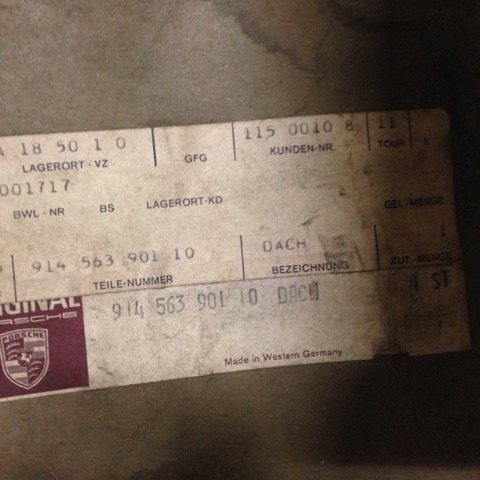 A 18 50 1 0
115 0010 8
11
LAGERORT - VZ
GFG
KUNDEN-NR.
TOUR
E
001717
BWL - NR
BS
LAGERORT-KD
GEL-MENGE
914 563 901 10
DACH
TEILE-NUMMER
BEZEICHNUNG
ZUT.-MENGE
914 563 901 10 DACH
ST
PORSCHE
Made in Western Germany